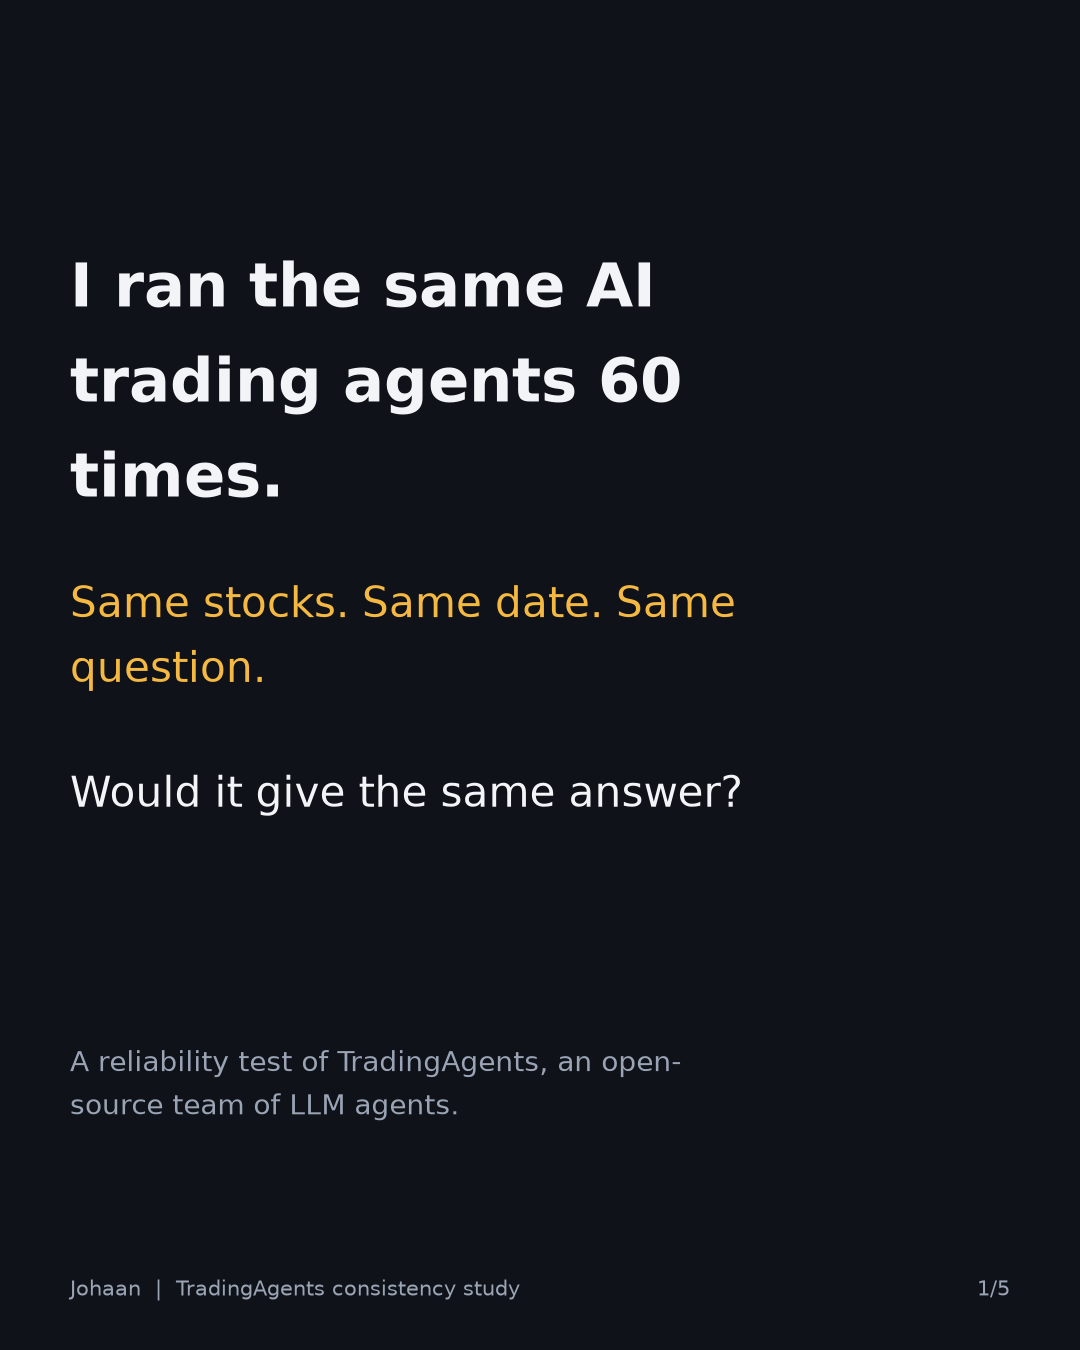 I ran the same AI
trading agents 60
times.
Same stocks. Same date. Same
question.
Would it give the same answer?
A reliability test of TradingAgents, an open-
source team of LLM agents.
Johaan | TradingAgents consistency study
1/5